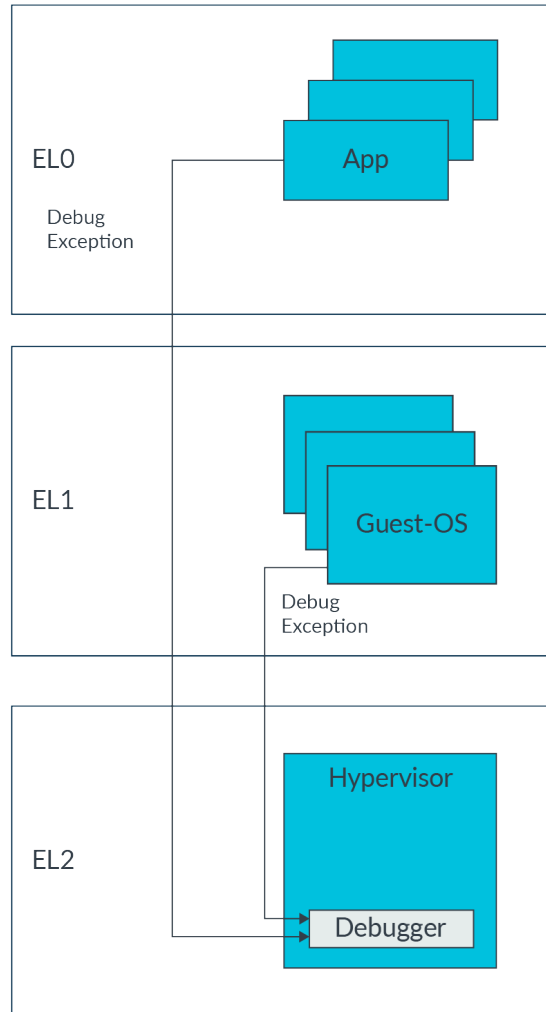 EL0
App
Debug
Exception
EL1
Guest-OS
Debug
Exception
Hypervisor
EL2
Debugger